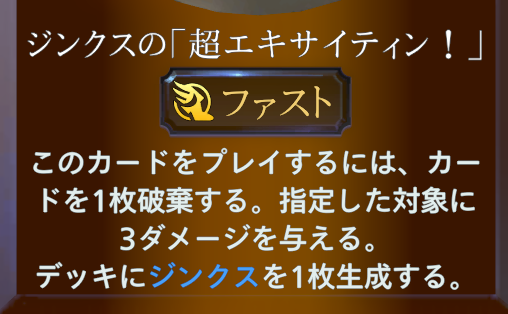 ジンクスの「超エキサイティン！」
ファスト
このカードをプレイするには、カー
ドを1枚破棄する。指定した対象に
3ダメージを与える。
デッキにジンクスを1枚生成する。